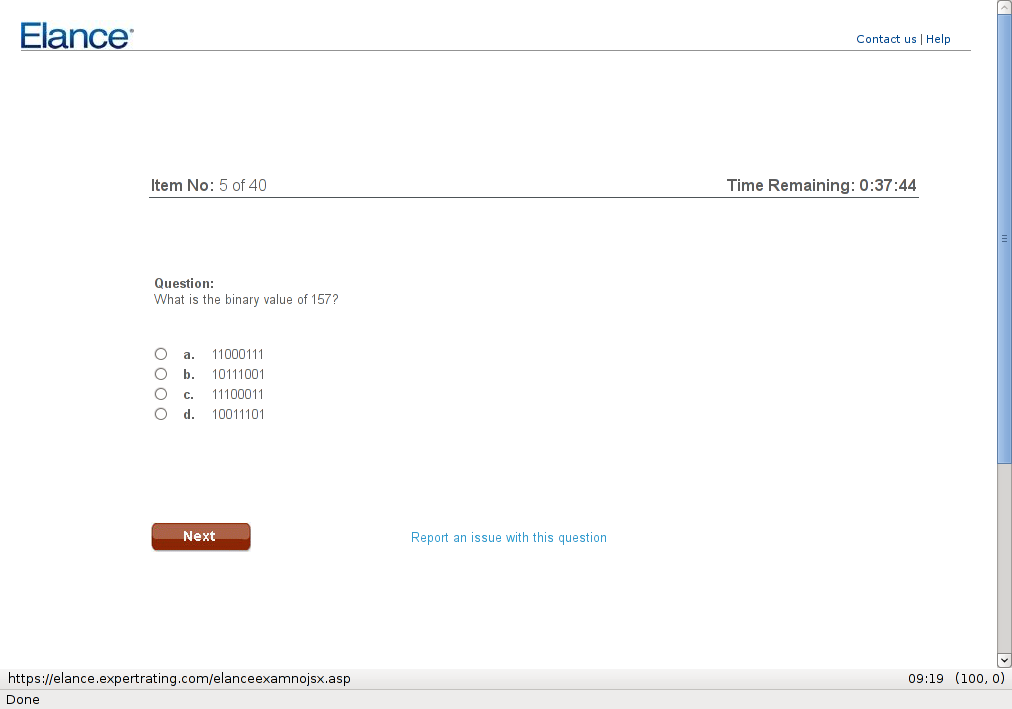 Elance
Contact us | Help
Item No: 5 of 40
Time Remaining: 0:37:44
Question:
What is the binary value of 157?
a. 11000111
b. 10111001
c. 11100011
d. 10011101
Next
Report an issue with this question
https://elance.expertrating.com/elanceexamnojsx.asp
09:19 (100, 0)
Done